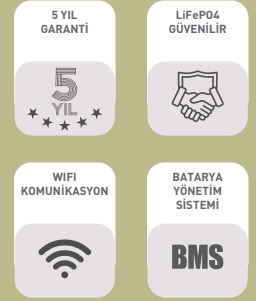 5 YIL
GARANTİ
5
YIL
LiFePO4
GÜVENİLİR
WIFI
KOMUNİKASYON
BATARYA
YÖNETİM
SİSTEMİ
BMS